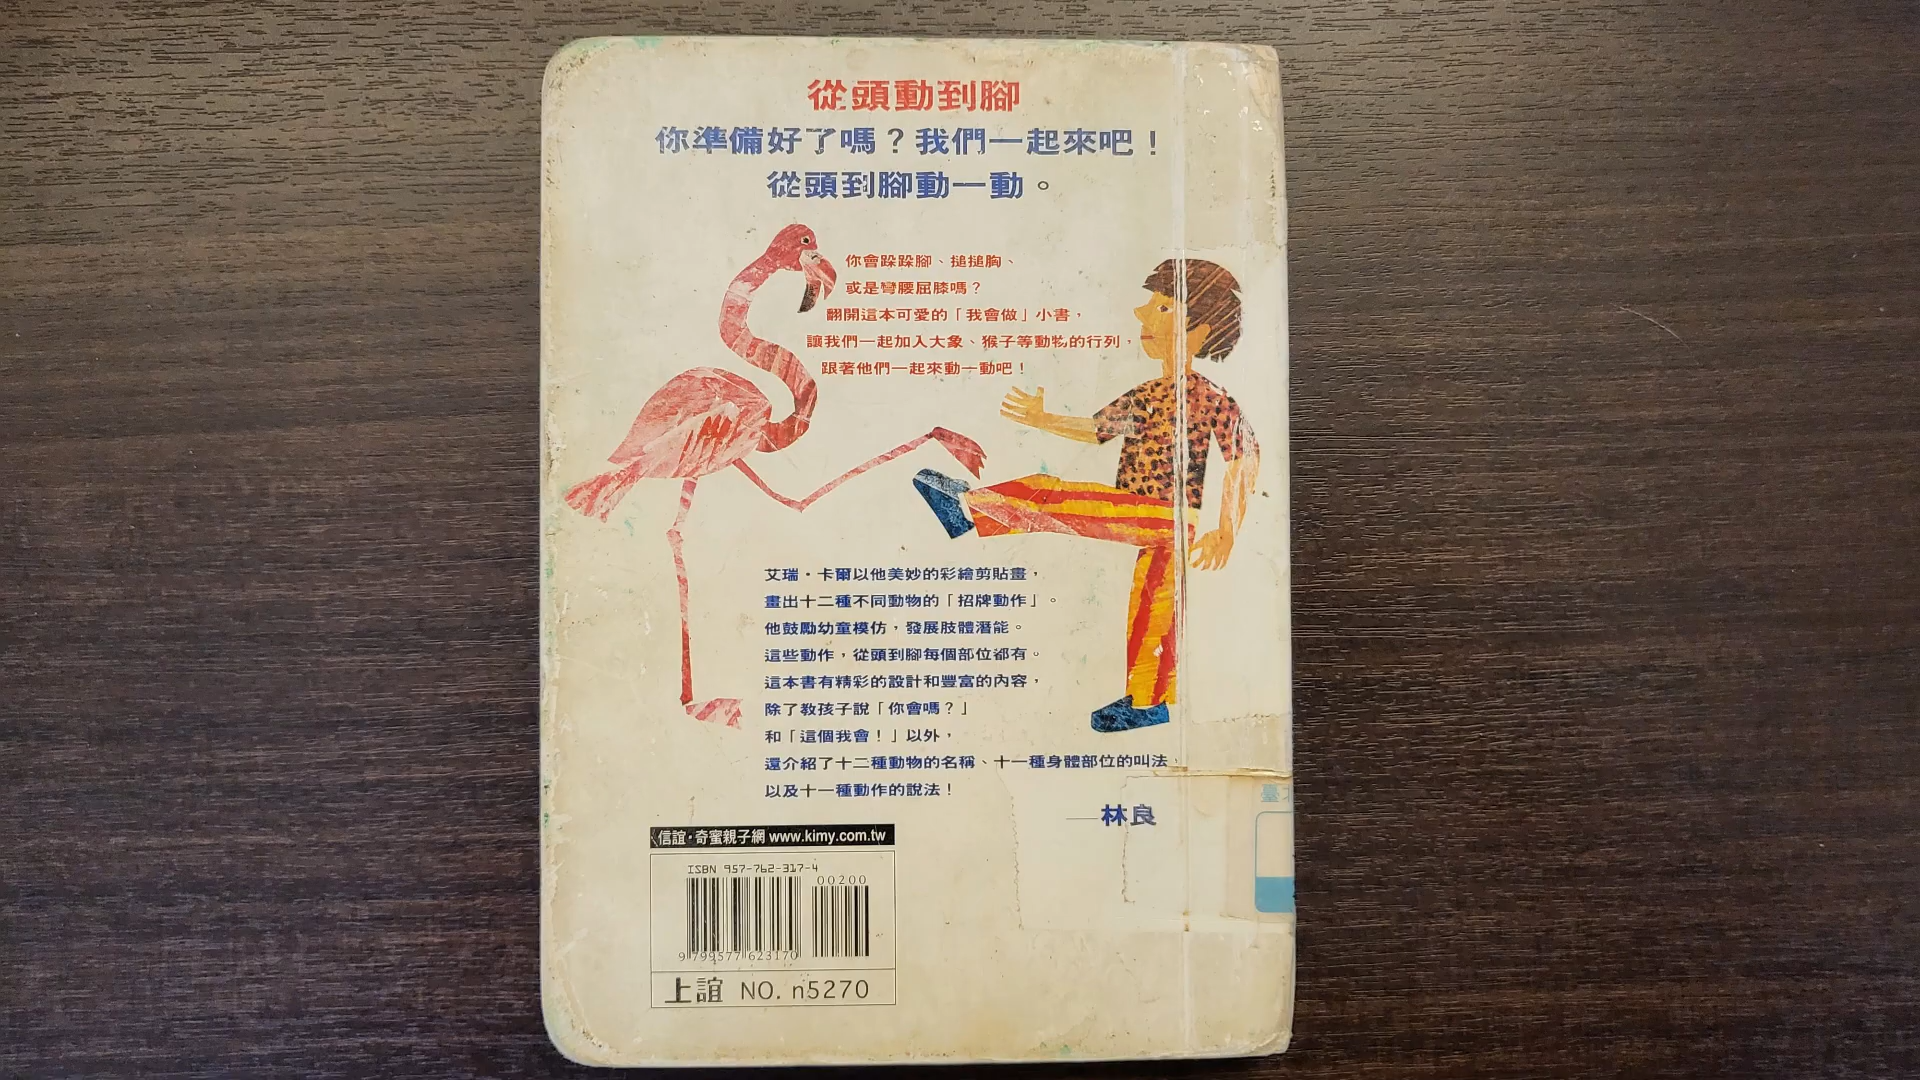 從頭動到腳
你準備好了嗎？我們一起來吧！
從頭到腳動一動。
你會跺跺腳、搥搥胸、
或是彎腰屈膝嗎？
翻開這本可愛的「我會做」小書，
讓我們一起加入大象、猴子等動物的行列，
跟著他們一起來動一動吧！
艾瑞・卡爾以他美妙的彩繪剪貼畫，
畫出十二種不同動物的「招牌動作」。
他鼓勵幼童模仿，發展肢體潛能。
這些動作，從頭到腳每個部位都有。
這本書有精彩的設計和豐富的內容，
除了教孩子說「你會嗎？」
和「這個我會！」以外，
還介紹了十二種動物的名稱、十一種身體部位的叫法、
以及十一種動作的說法！
—林良
信誼・奇蜜親子網 www.kimy.com.tw
ISBN 957-762-317-4
00200
9 799577 623170
上誼 NO. n5270